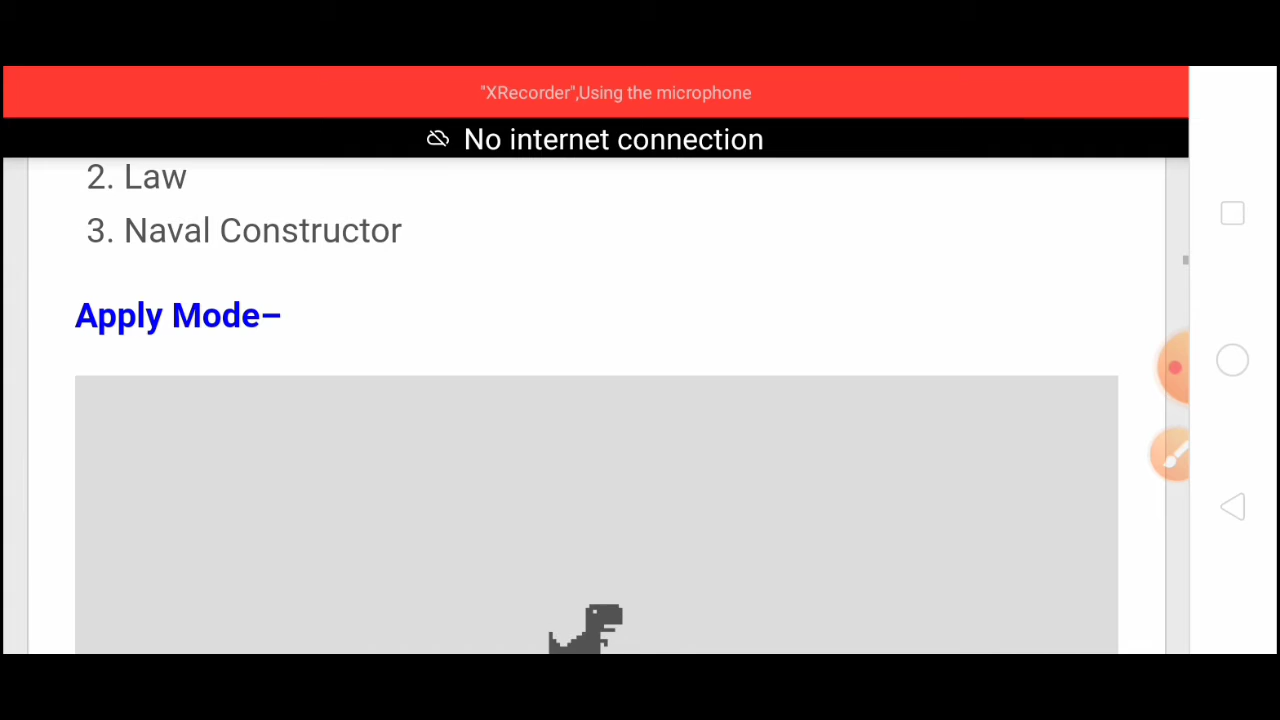 "XRecorder",Using the microphone
No internet connection
2. Law
3. Naval Constructor
Apply Mode–